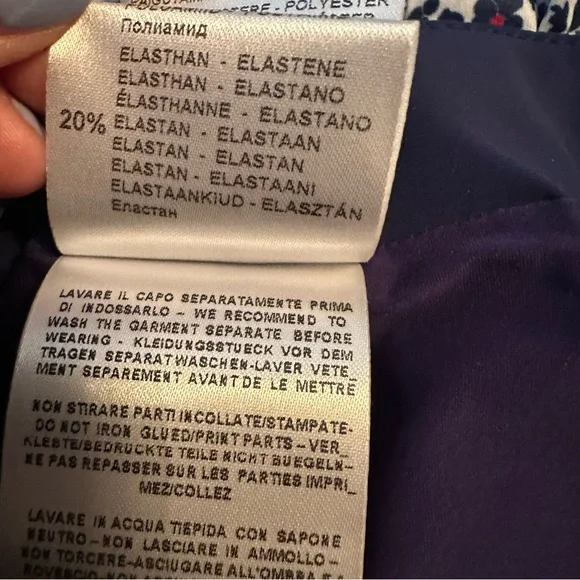 POLYESTER
Полиамид
ELASTHAN - ELASTENE
ELASTHAN - ELASTANO
ÉLASTHANNE - ELASTANO
20% ELASTAN - ELASTAAN
ELASTAN - ELASTAN
ELASTAN - ELASTAANI
ELASTAANKIUD - ELASZTÁN
Еластан
LAVARE IL CAPO SEPARATAMENTE PRIMA
DI INDOSSARLO – WE RECOMMEND TO
WASH THE GARMENT SEPARATE BEFORE
WEARING - KLEIDUNGSSTUECK VOR DEM
TRAGEN SEPARAT WASCHEN-LAVER VETE_
MENT SEPAREMENT AVANT DE LE METTRE
NON STIRARE PARTI INCOLLATE/STAMPATE-
DO NOT IRON GLUED/PRINT PARTS – VER_
KLEBTE/BEDRUCKTE TEILE NICHT BUEGELN–
NE PAS REPASSER SUR LES PARTIES IMPRI_
MEZ/COLLEZ
LAVARE IN ACQUA TIEPIDA CON SAPONE
NEUTRO – NON LASCIARE IN AMMOLLO –
NON TORCERE-ASCIUGARE ALL'OMBRA E
ROVESCIO